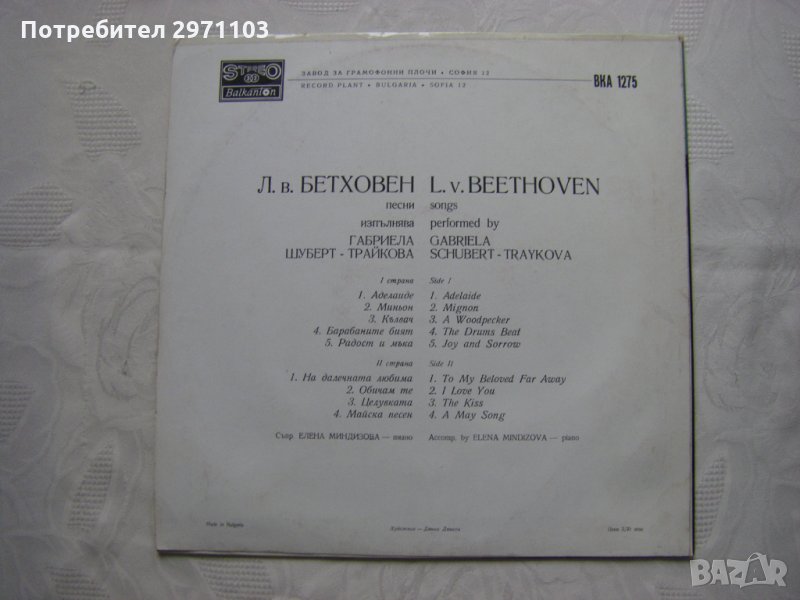 Потребител 2971103
STEREO
33
Balkanton
ЗАВОД ЗА ГРАМОФОННИ ПЛОЧИ • СОФИЯ 12
RECORD PLANT • BULGARIA • SOFIA 12
ВКА 1275
Л. в. БЕТХОВЕН L. v. BEETHOVEN
песни songs
изпълнява performed by
ГАБРИЕЛА GABRIELA
ШУБЕРТ - ТРАЙКОВА SCHUBERT - TRAYKOVA
I страна Side I
1. Аделаиде 1. Adelaide
2. Миньон 2. Mignon
3. Кълвач 3. A Woodpecker
4. Барабаните бият 4. The Drums Beat
5. Радост и мъка 5. Joy and Sorrow
II страна Side II
1. На далечната любима 1. To My Beloved Far Away
2. Обичам те 2. I Love You
3. Целувката 3. The Kiss
4. Майска песен 4. A May Song
Съпр. ЕЛЕНА МИНДИЗОВА — пиано Accomp. by ELENA MINDIZOVA — piano
Made in Bulgaria
Художник —
BAZAR